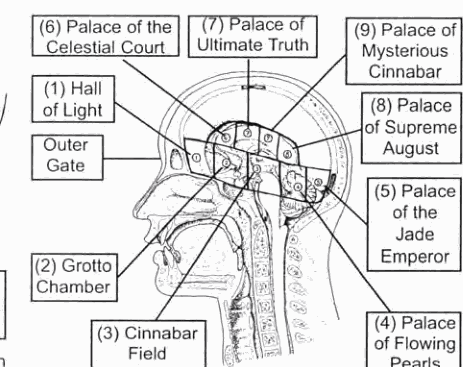 (6) Palace of the
Celestial Court
(7) Palace of
Ultimate Truth
(9) Palace of
Mysterious
Cinnabar
(1) Hall
of Light
(8) Palace
of Supreme
August
Outer
Gate
(5) Palace
of the
Jade
Emperor
(2) Grotto
Chamber
(3) Cinnabar
Field
(4) Palace
of Flowing
Pearls